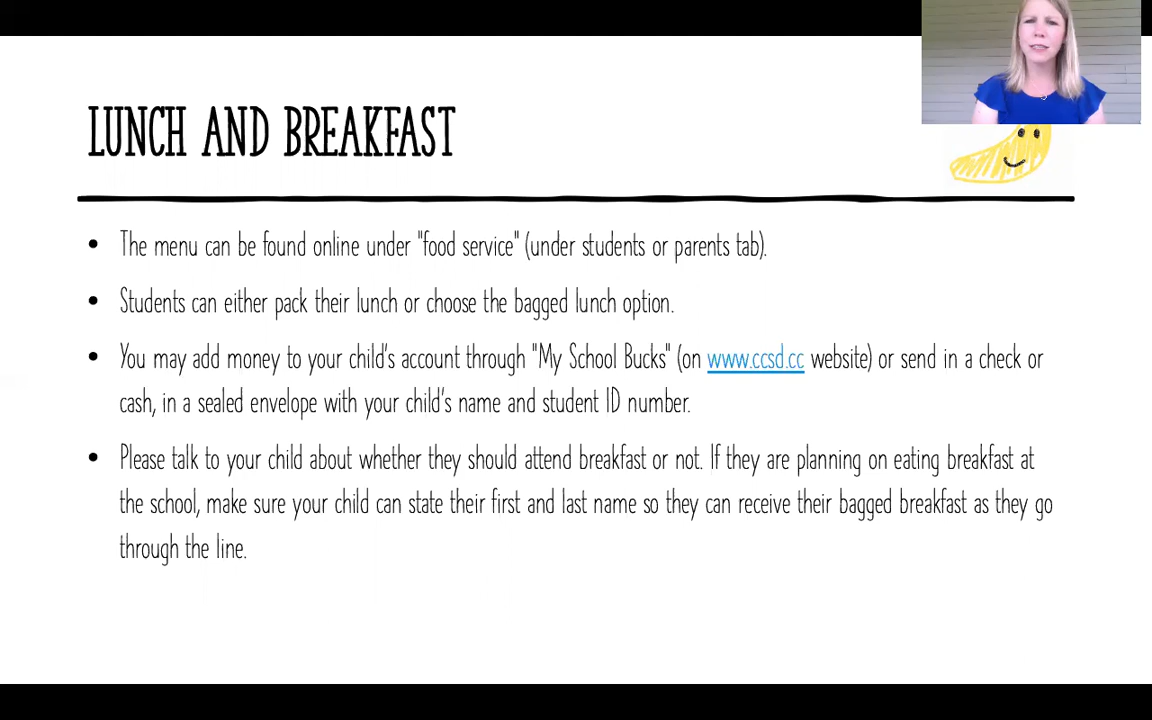 LUNCH AND BREAKFAST
• The menu can be found online under "food service" (under students or parents tab).
• Students can either pack their lunch or choose the bagged lunch option.
• You may add money to your child's account through "My School Bucks" (on www.ccsd.cc website) or send in a check or
cash, in a sealed envelope with your child's name and student ID number.
• Please talk to your child about whether they should attend breakfast or not. If they are planning on eating breakfast at
the school, make sure your child can state their first and last name so they can receive their bagged breakfast as they go
through the line.